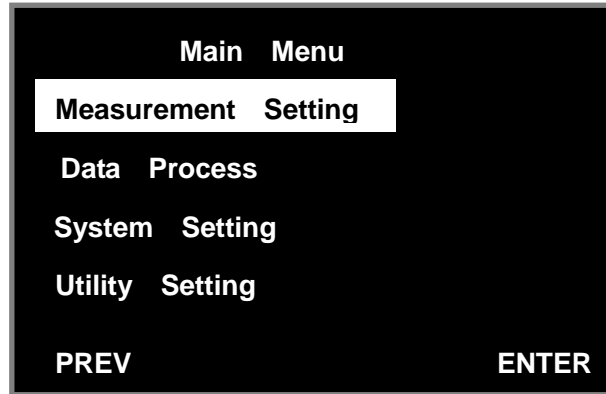 Main Menu
Measurement Setting
Data Process
System Setting
Utility Setting
PREV ENTER